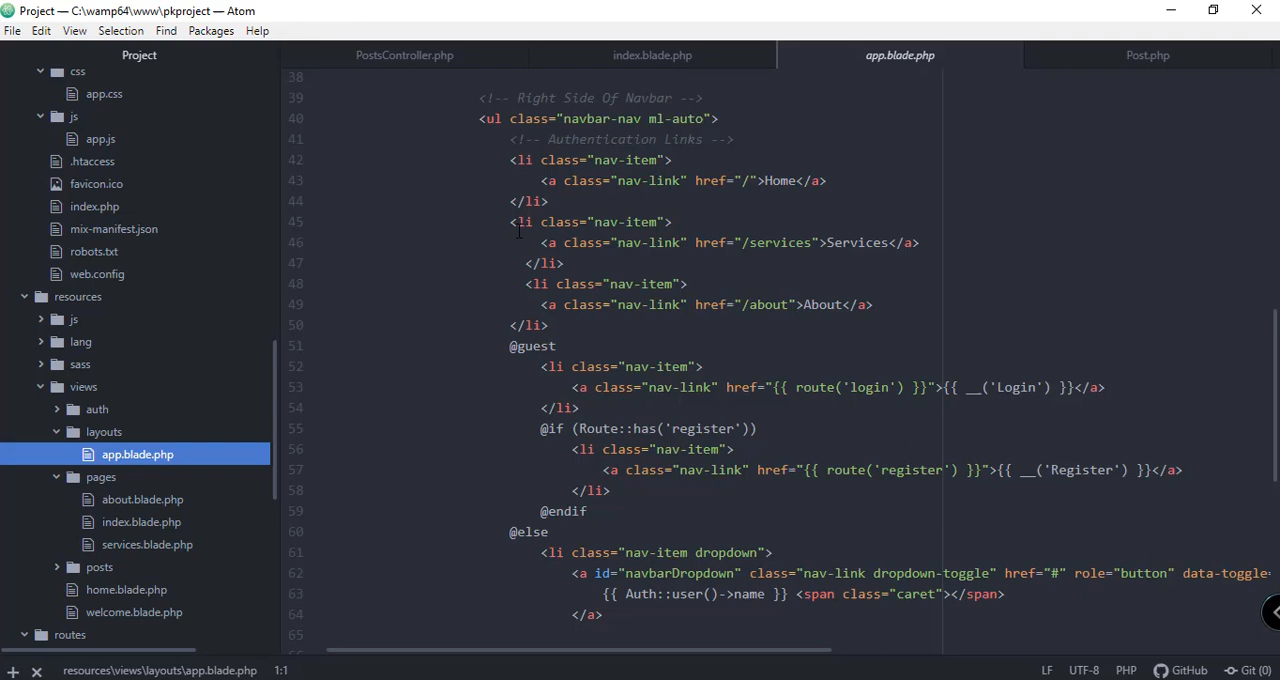 Project — C:\wamp64\www\pkproject — Atom
File Edit View Selection Find Packages Help
Project
PostsController.php index.blade.php app.blade.php Post.php
css
app.css
js
app.js
.htaccess
favicon.ico
index.php
mix-manifest.json
robots.txt
web.config
resources
js
lang
sass
views
auth
layouts
app.blade.php
pages
about.blade.php
index.blade.php
services.blade.php
posts
home.blade.php
welcome.blade.php
routes
38
39 <!-- Right Side Of Navbar -->
40 <ul class="navbar-nav ml-auto">
41 <!-- Authentication Links -->
42 <li class="nav-item">
43 <a class="nav-link" href="/">Home</a>
44 </li>
45 <li class="nav-item">
46 <a class="nav-link" href="/services">Services</a>
47 </li>
48 <li class="nav-item">
49 <a class="nav-link" href="/about">About</a>
50 </li>
51 @guest
52 <li class="nav-item">
53 <a class="nav-link" href="{{ route('login') }}">{{ __('Login') }}</a>
54 </li>
55 @if (Route::has('register'))
56 <li class="nav-item">
57 <a class="nav-link" href="{{ route('register') }}">{{ __('Register') }}</a>
58 </li>
59 @endif
60 @else
61 <li class="nav-item dropdown">
62 <a id="navbarDropdown" class="nav-link dropdown-toggle" href="#" role="button" data-toggle=
63 {{ Auth::user()->name }} <span class="caret"></span>
64 </a>
65
resources\views\layouts\app.blade.php 1:1 LF UTF-8 PHP GitHub Git (0)